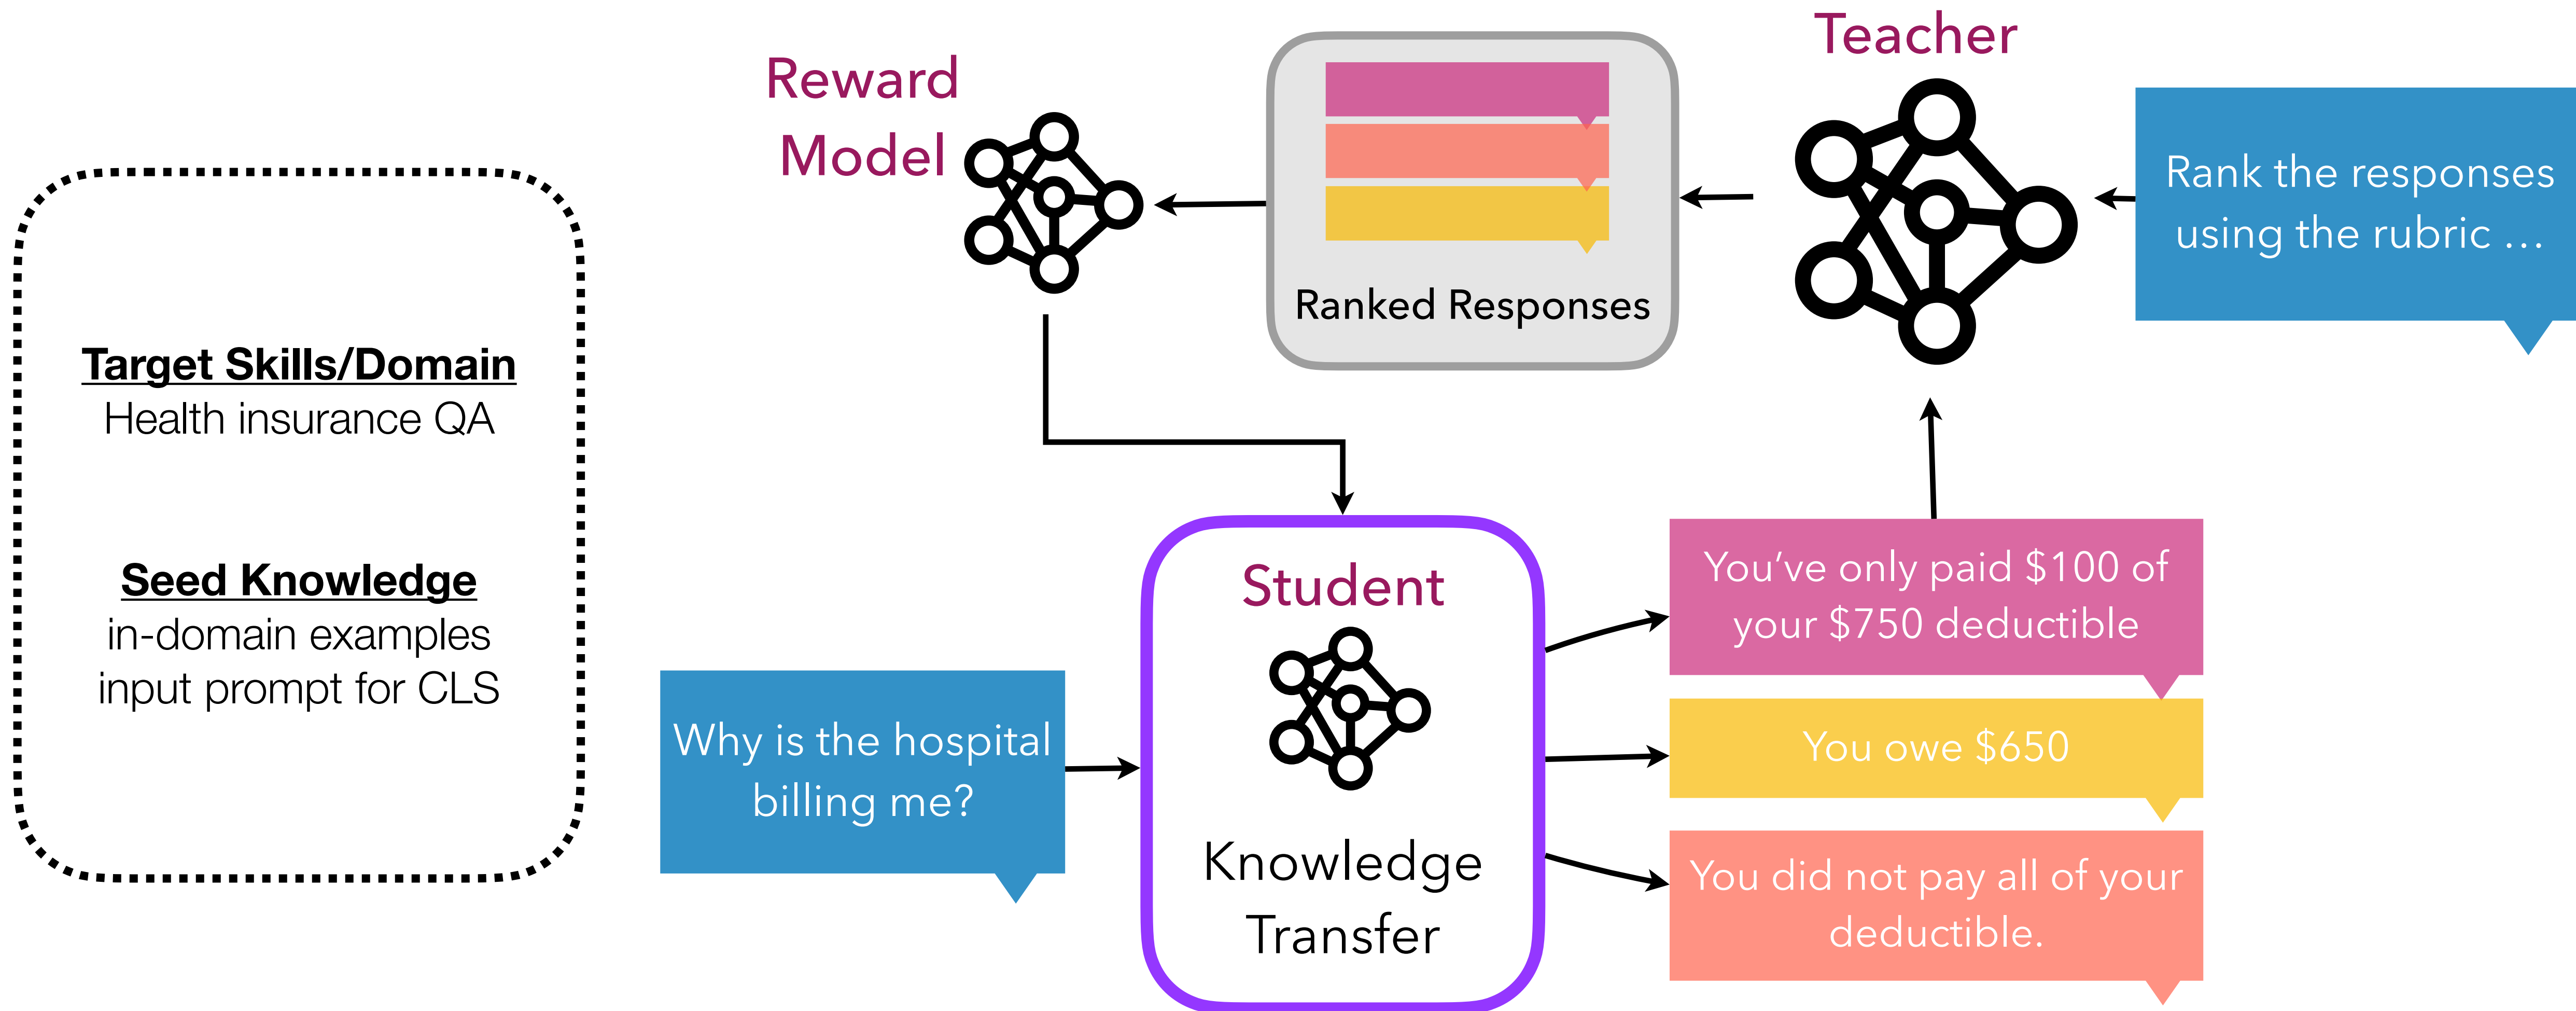 Target Skills/Domain
Health insurance QA
Seed Knowledge
in-domain examples
input prompt for CLS
Reward
Model
Ranked Responses
Teacher
Rank the responses
using the rubric …
Why is the hospital
billing me?
Student
Knowledge
Transfer
You’ve only paid $100 of
your $750 deductible
You owe $650
You did not pay all of your
deductible.